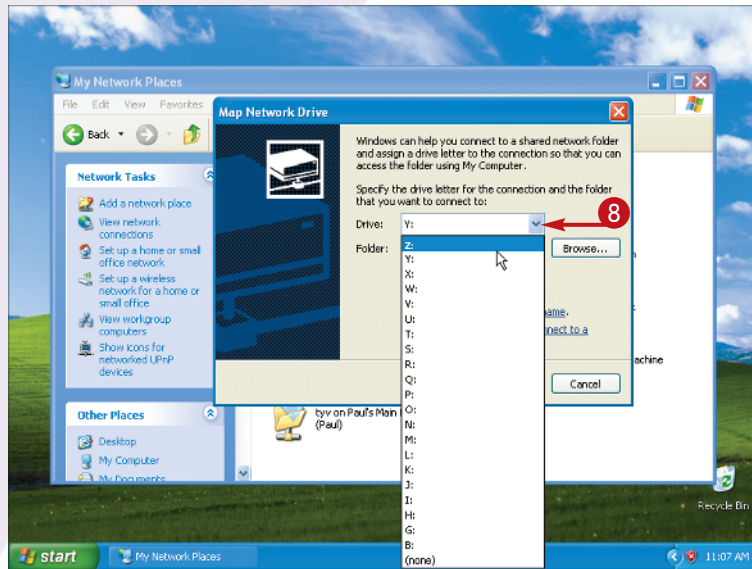 My Network Places
File Edit View Favorites
Back
Network Tasks
Add a network place
View network
connections
Set up a home or small
office network
Set up a wireless
network for a home or
small office
View workgroup
computers
Show icons for
networked UPnP
devices
Other Places
Desktop
My Computer
My Documents
Map Network Drive
Windows can help you connect to a shared network folder
and assign a drive letter to the connection so that you can
access the folder using My Computer.
Specify the drive letter for the connection and the folder
that you want to connect to:
Drive: Y:
8
Folder:
Browse...
Z:
Y:
X:
W:
V:
U:
T:
S:
R:
Q:
P:
O:
N:
M:
L:
K:
J:
I:
H:
G:
B:
(none)
name.
nnect to a
Cancel
achine
byv on Paul's Main
(Paul)
Recycle Bin
start
My Network Places
11:07 AM